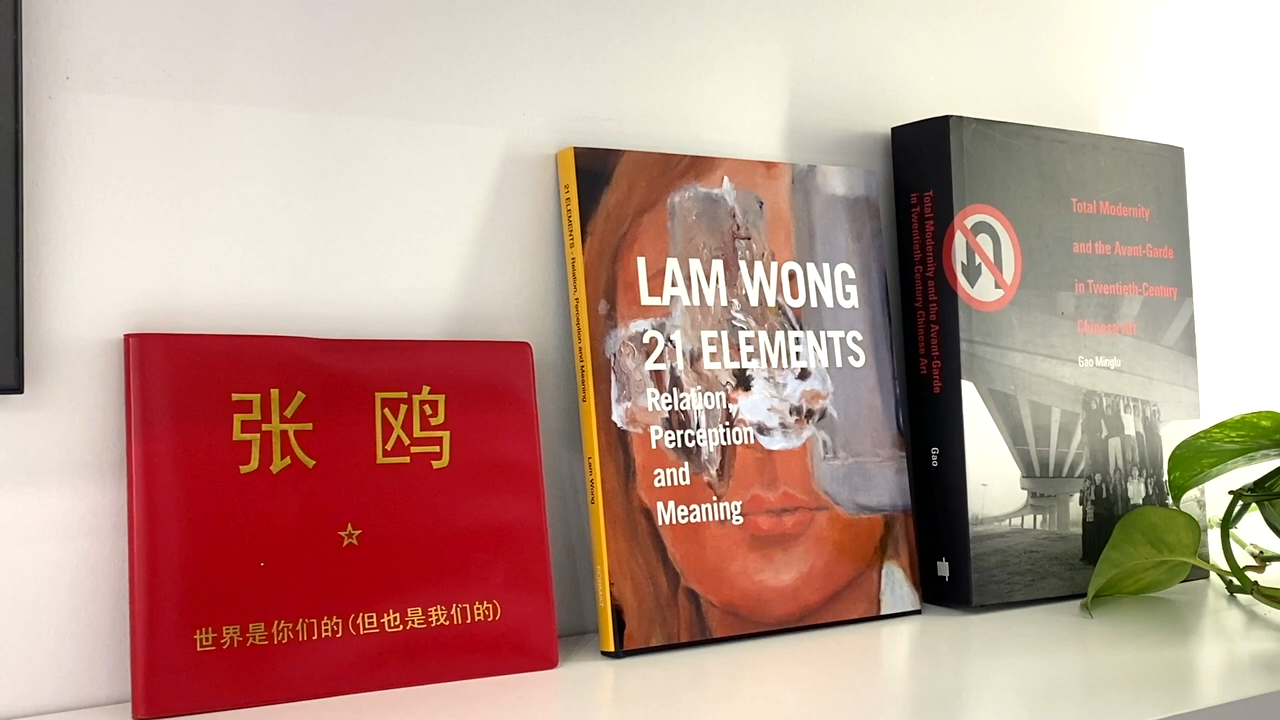 张 鸥
世界是你们的(但也是我们的)
21 ELEMENTS - Relation, Perception and Meaning
Lam Wong
LAM WONG
21 ELEMENTS
Relation,
Perception
and
Meaning
Total Modernity and the Avant-Garde
in Twentieth-Century Chinese Art
Gao
Total Modernity
and the Avant-Garde
in Twentieth-Century
Chinese Art
Gao Minglu